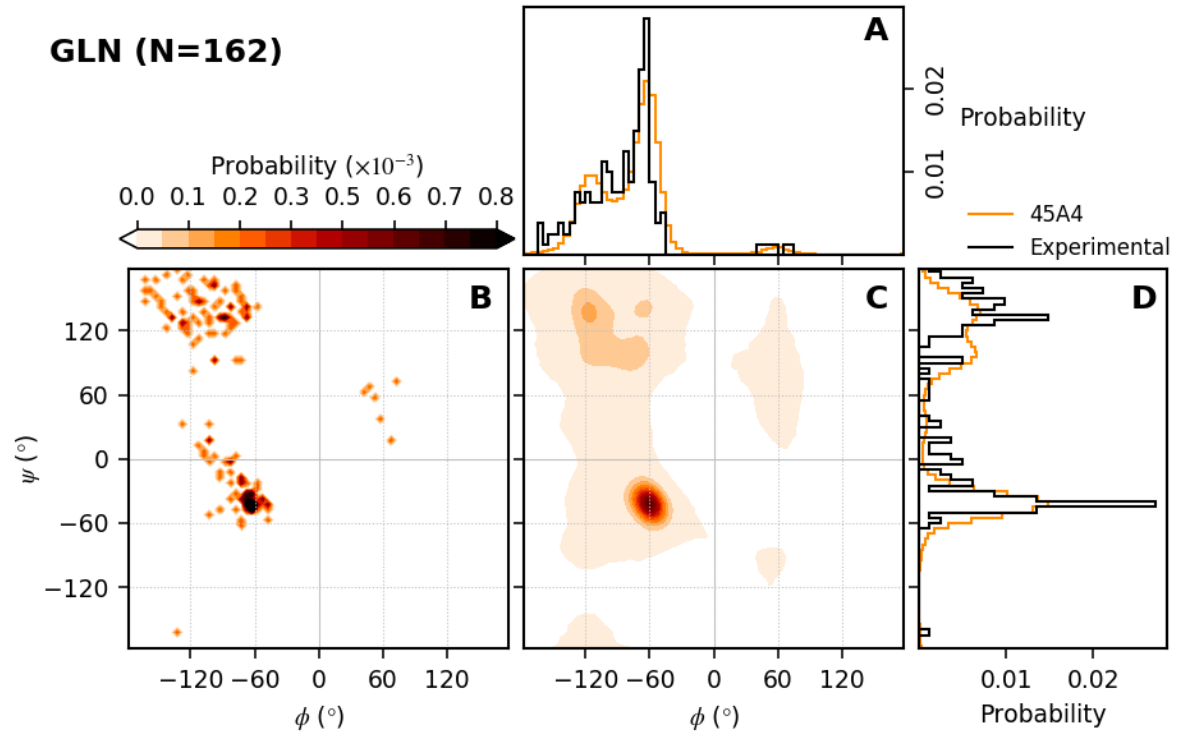 GLN (N=162)
A
0.02
0.01
Probability
Probability (×10⁻³)
0.0 0.1 0.2 0.3 0.5 0.6 0.7 0.8
45A4
Experimental
B
C
D
120
60
0
−60
−120
ψ (°)
−120 −60 0 60 120
−120 −60 0 60 120
0.01 0.02
ϕ (°)
ϕ (°)
Probability